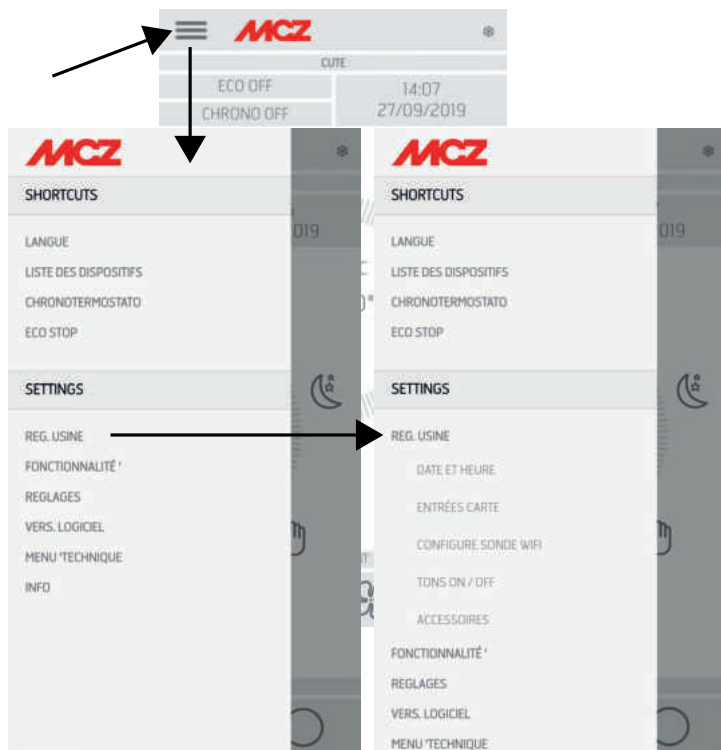 MCZ
CUTE
ECO OFF
14:07
CHRONO OFF
27/09/2019
MCZ
SHORTCUTS
019
LANGUE
LISTE DES DISPOSITIFS
CHRONOTERMOSTATO
ECO STOP
SETTINGS
REG. USINE
FONCTIONNALITÉ '
REGLAGES
VERS. LOGICIEL
MENU 'TECHNIQUE
INFO
MCZ
SHORTCUTS
019
LANGUE
LISTE DES DISPOSITIFS
CHRONOTERMOSTATO
ECO STOP
SETTINGS
REG. USINE
DATE ET HEURE
ENTRÉES CARTE
CONFIGURE SONDE WIFI
TONS ON / OFF
ACCESSOIRES
FONCTIONNALITÉ '
REGLAGES
VERS. LOGICIEL
MENU 'TECHNIQUE